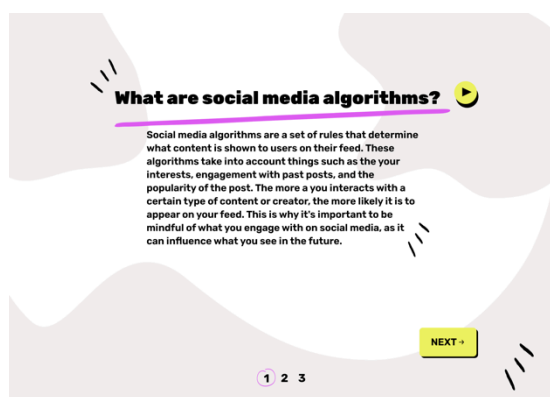 What are social media algorithms?
Social media algorithms are a set of rules that determine
what content is shown to users on their feed. These
algorithms take into account things such as the your
interests, engagement with past posts, and the
popularity of the post. The more a you interacts with a
certain type of content or creator, the more likely it is to
appear on your feed. This is why it's important to be
mindful of what you engage with on social media, as it
can influence what you see in the future.
NEXT→
1 2 3